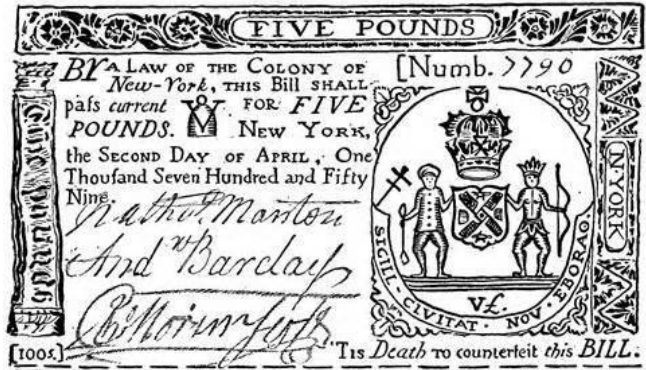 FIVE POUNDS
BY A LAW OF THE COLONY OF
New-York, THIS Bill SHALL
pass current FOR FIVE
POUNDS. NEW YORK,
the SECOND DAY OF APRIL, One
Thousand Seven Hundred and Fifty
Nine.
[Numb. 7790
Nathl. Marston
Andw Barclay
SIGILL · CIVITAT · NOV · EBORAC
V£.
N·YORK
[100s.]
'Tis Death to counterfeit this BILL.